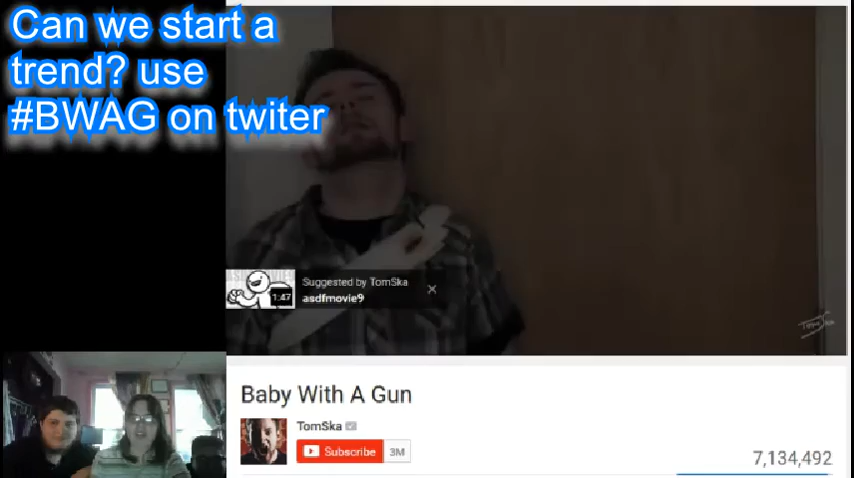 Can we start a
trend? use
#BWAG on twiter
Suggested by TomSka
asdfmovie9
1:47
TomSka
Baby With A Gun
TomSka
Subscribe
3M
7,134,492